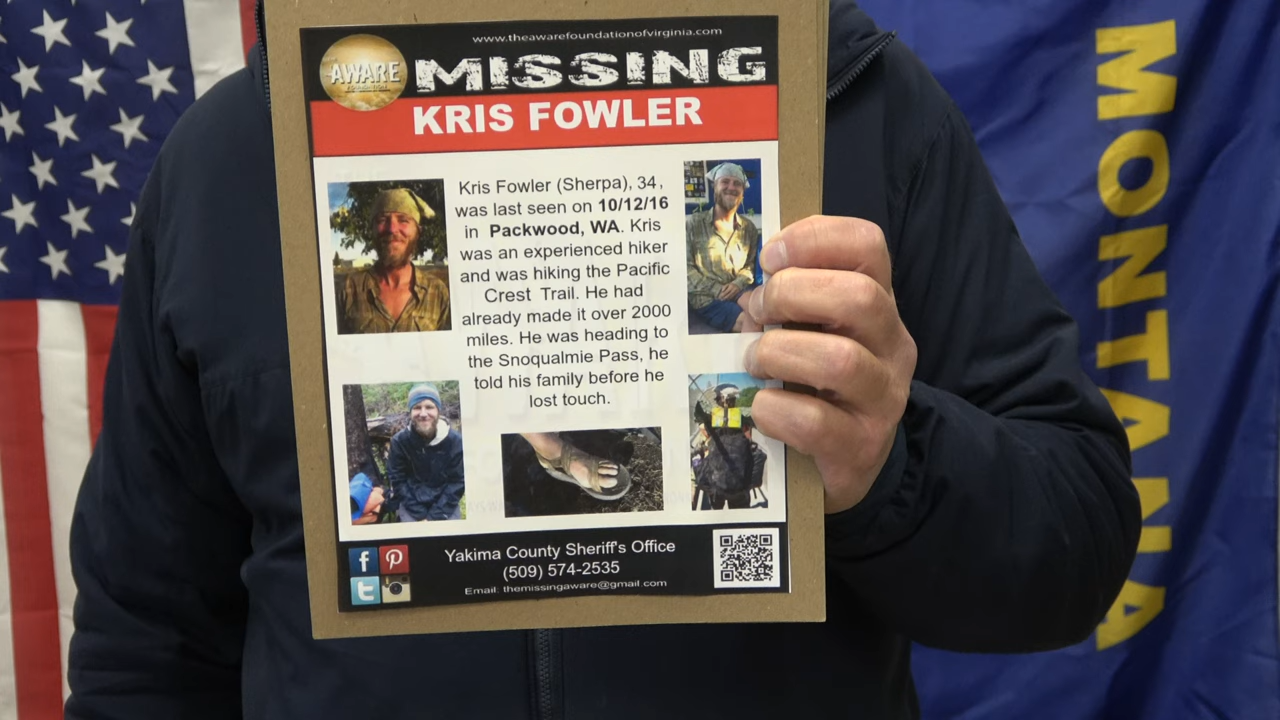 www.theawarefoundationofvirginia.com
AWARE
FOUNDATION
MISSING
KRIS FOWLER
Kris Fowler (Sherpa), 34,
was last seen on 10/12/16
in Packwood, WA. Kris
was an experienced hiker
and was hiking the Pacific
Crest Trail. He had
already made it over 2000
miles. He was heading to
the Snoqualmie Pass, he
told his family before he
lost touch.
Yakima County Sheriff's Office
(509) 574-2535
Email: themissingaware@gmail.com
MONTANA